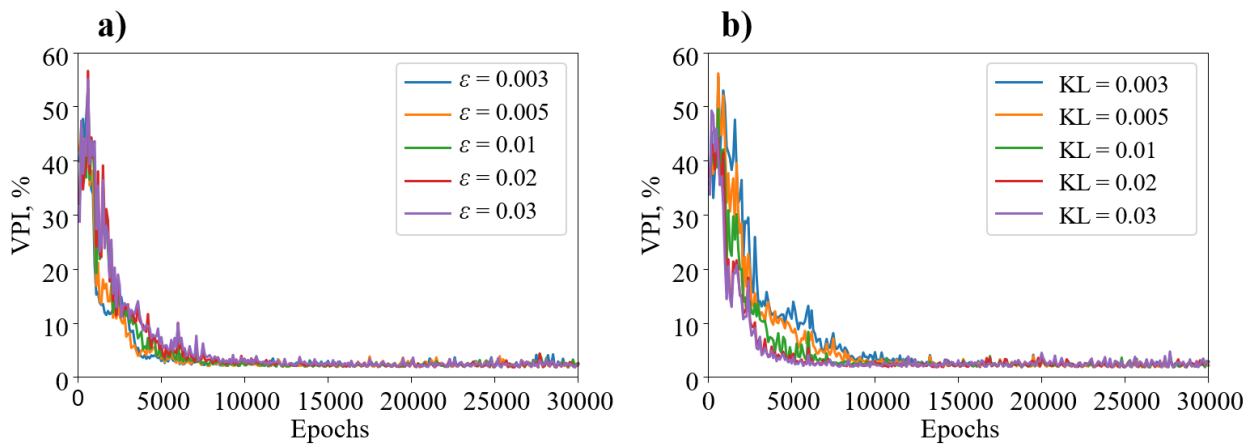 a)
60
50
40
30
20
10
0
VPI, %
0 5000 10000 15000 20000 25000 30000
Epochs
ε = 0.003
ε = 0.005
ε = 0.01
ε = 0.02
ε = 0.03
b)
60
50
40
30
20
10
0
VPI, %
0 5000 10000 15000 20000 25000 30000
Epochs
KL = 0.003
KL = 0.005
KL = 0.01
KL = 0.02
KL = 0.03